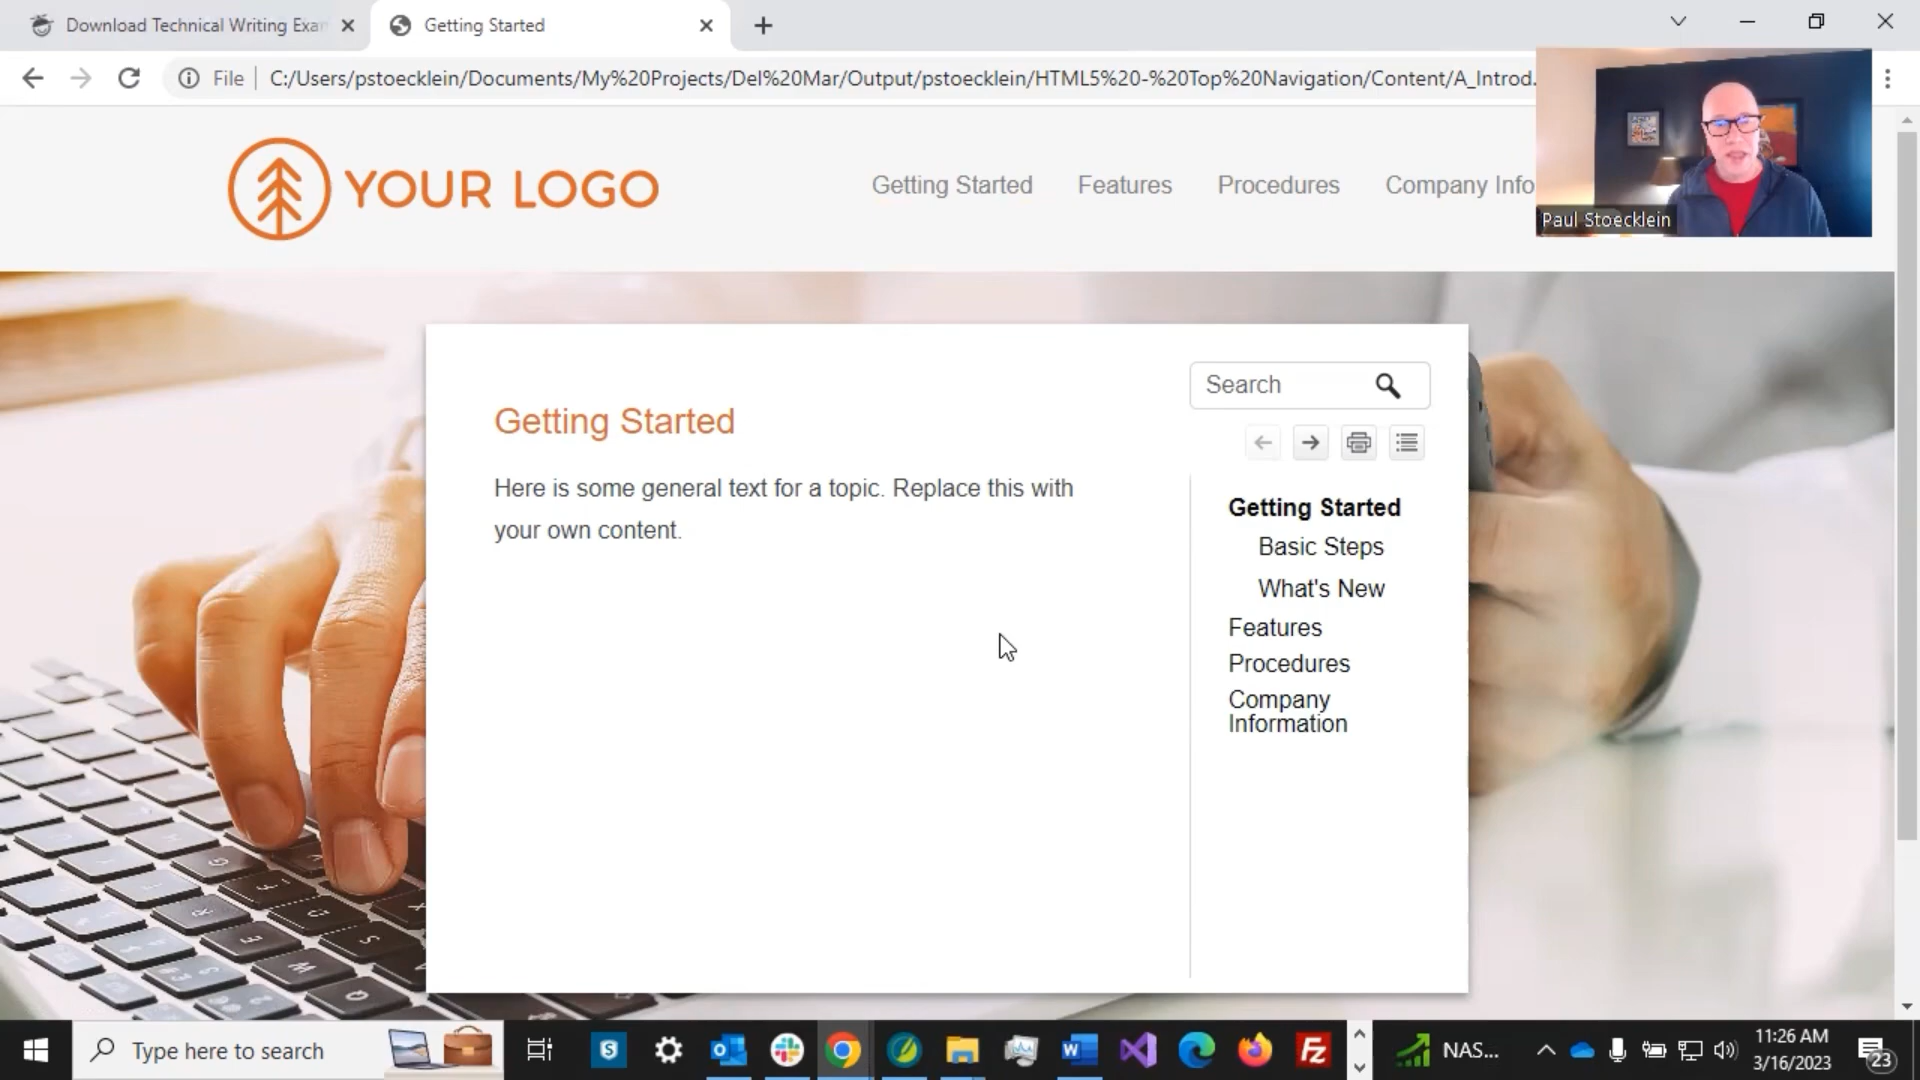 Download Technical Writing Exar
Getting Started
File
C:/Users/pstoecklein/Documents/My%20Projects/Del%20Mar/Output/pstoecklein/HTML5%20-%20Top%20Navigation/Content/A_Introd.
YOUR LOGO
Getting Started
Features
Procedures
Company Info
Paul Stoecklein
Search
Getting Started
Here is some general text for a topic. Replace this with
your own content.
Getting Started
Basic Steps
What's New
Features
Procedures
Company
Information
Type here to search
NAS...
11:26 AM
3/16/2023
23